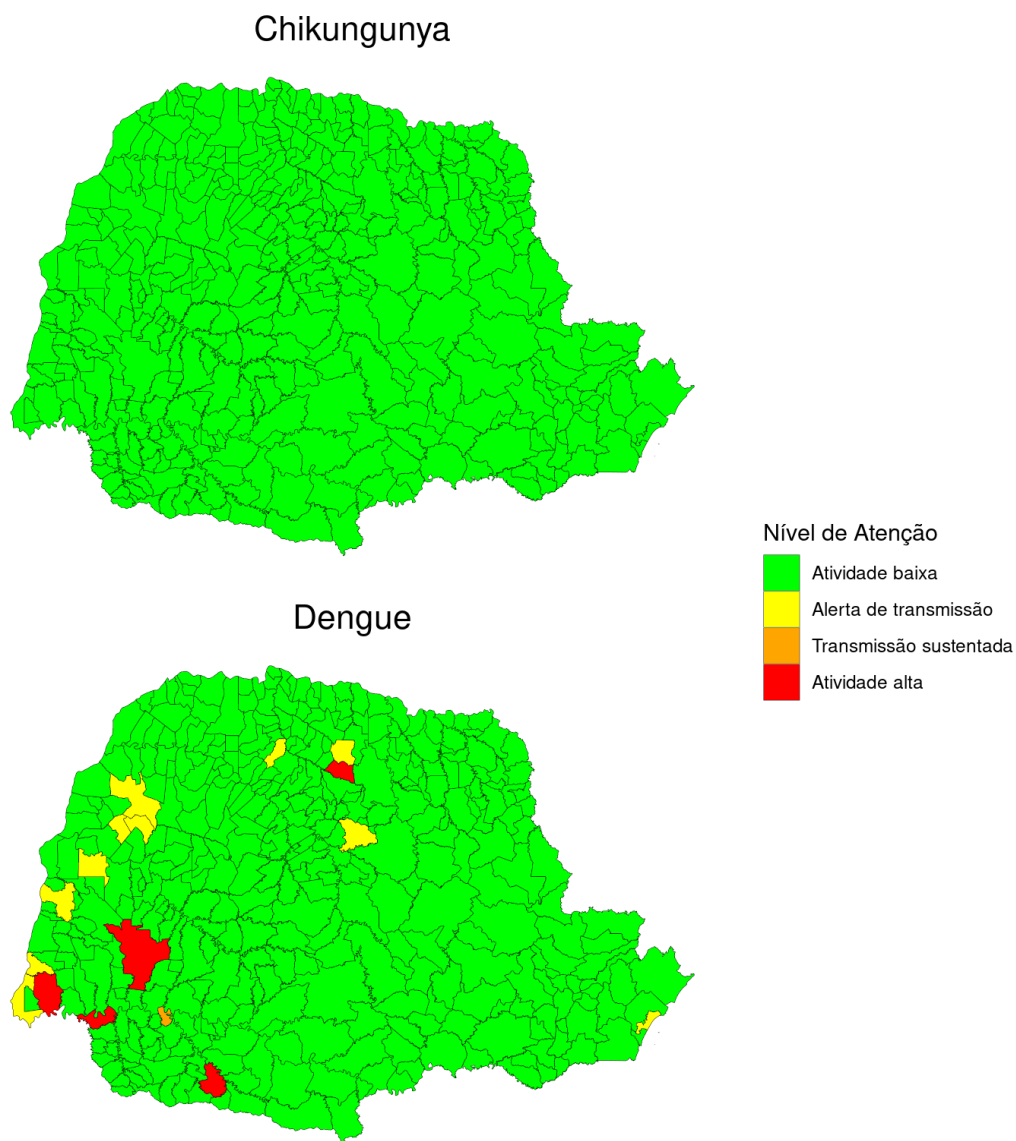 Chikungunya
Nível de Atenção
Atividade baixa
Alerta de transmissão
Transmissão sustentada
Atividade alta
Dengue